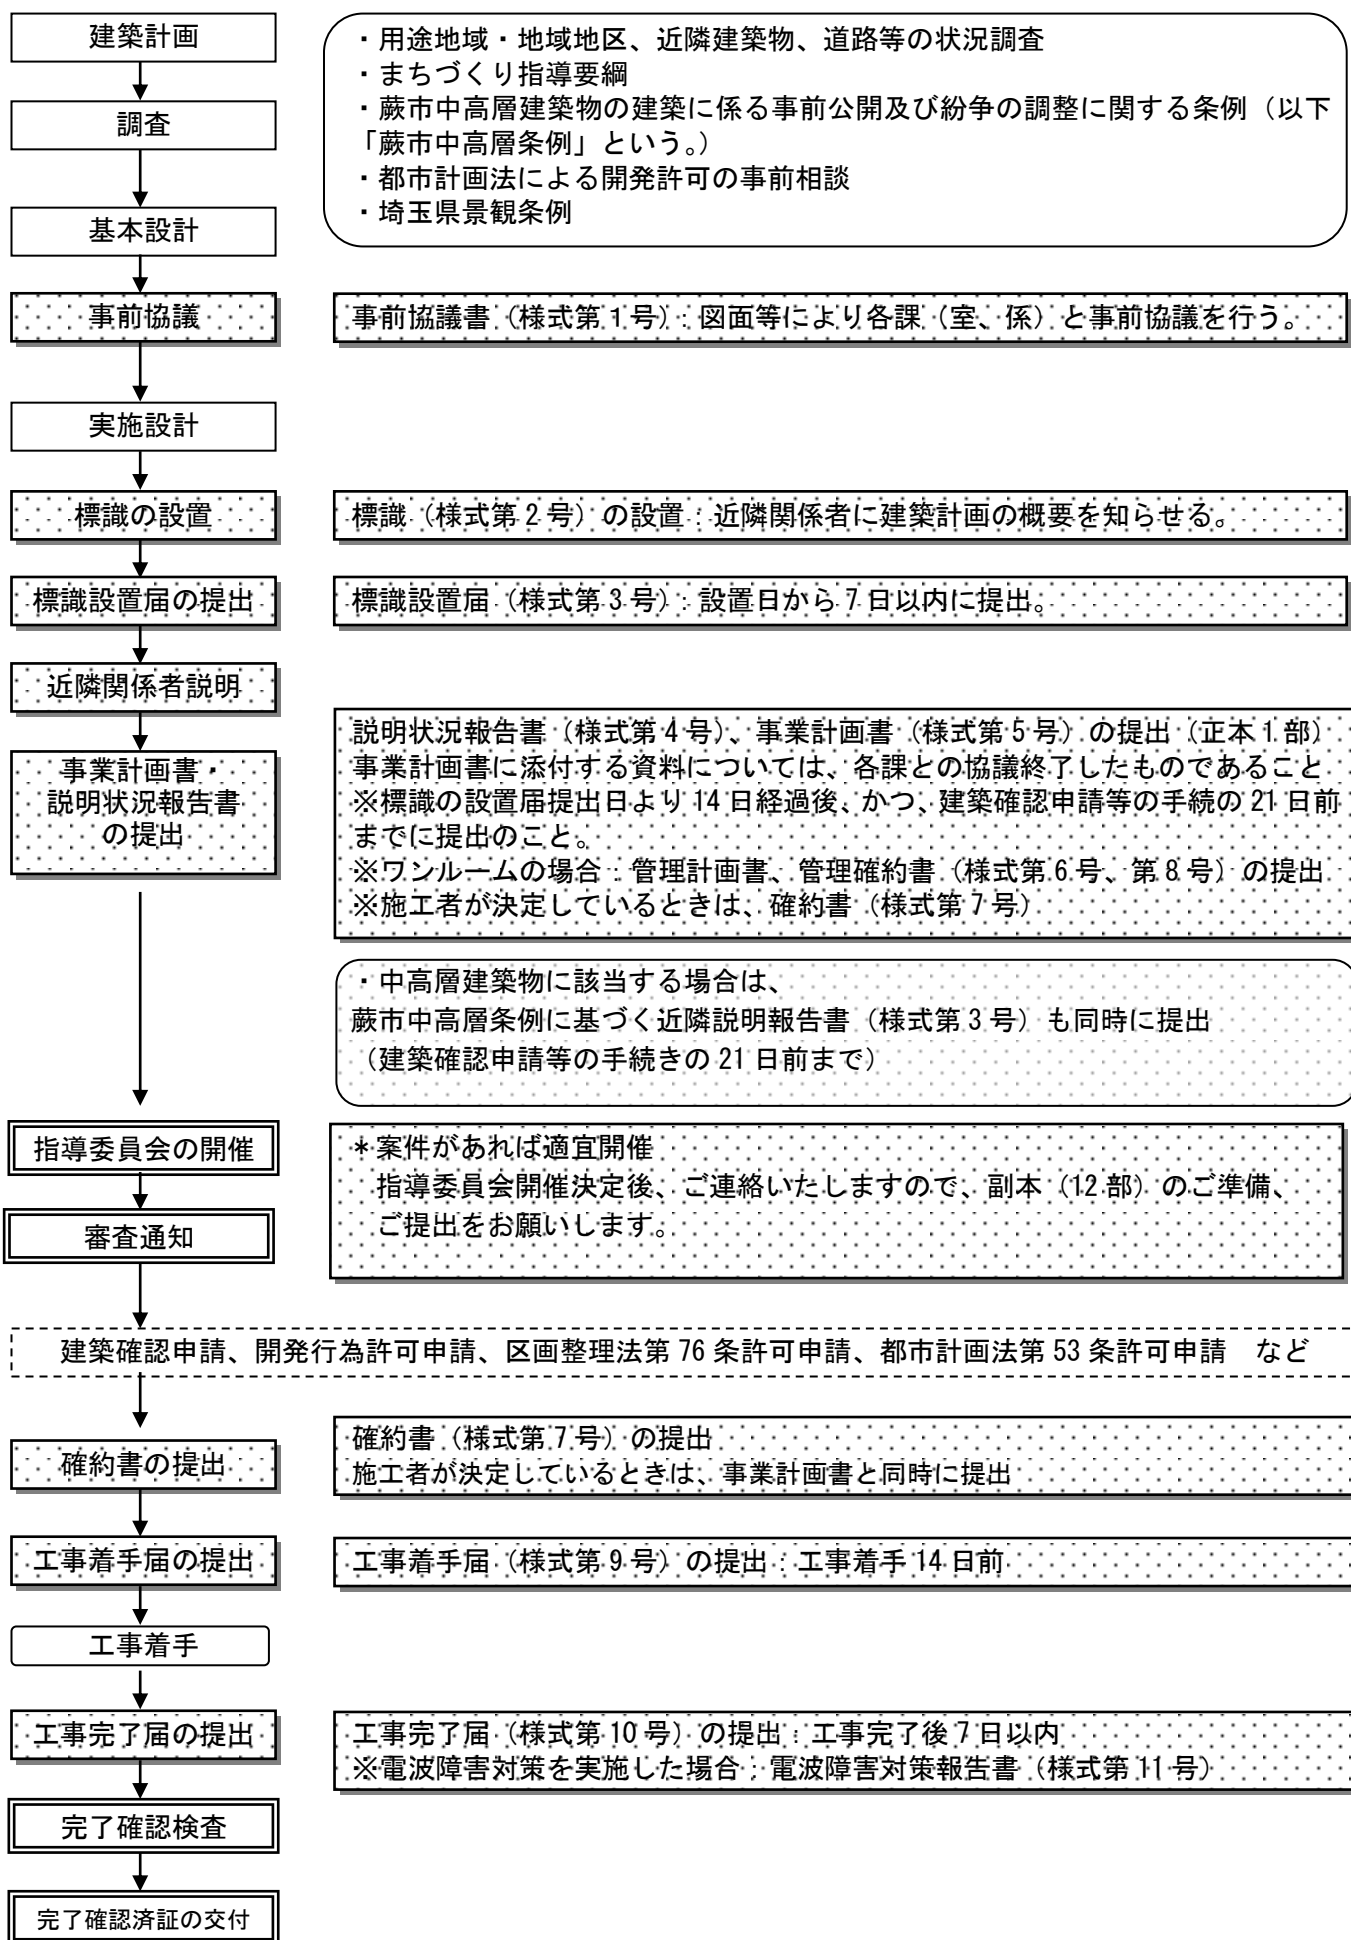 建築計画
・用途地域・地域地区、近隣建築物、道路等の状況調査
・まちづくり指導要綱
・蕨市中高層建築物の建築に係る事前公開及び紛争の調整に関する条例（以下
「蕨市中高層条例」という。）
・都市計画法による開発許可の事前相談
・埼玉県景観条例
調査
基本設計
事前協議
事前協議書（様式第1号）：図面等により各課（室、係）と事前協議を行う。
実施設計
標識の設置
標識（様式第2号）の設置：近隣関係者に建築計画の概要を知らせる。
標識設置届の提出
標識設置届（様式第3号）：設置日から7日以内に提出。
近隣関係者説明
事業計画書・
説明状況報告書
の提出
説明状況報告書（様式第4号）、事業計画書（様式第5号）の提出（正本1部）
事業計画書に添付する資料については、各課との協議終了したものであること
※標識の設置届提出日より14日経過後、かつ、建築確認申請等の手続の21日前
までに提出のこと。
※ワンルームの場合：管理計画書、管理確約書（様式第6号、第8号）の提出
※施工者が決定しているときは、確約書（様式第7号）
・中高層建築物に該当する場合は、
蕨市中高層条例に基づく近隣説明報告書（様式第3号）も同時に提出
（建築確認申請等の手続きの21日前まで）
指導委員会の開催
＊案件があれば適宜開催
指導委員会開催決定後、ご連絡いたしますので、副本（12部）のご準備、
ご提出をお願いします。
審査通知
建築確認申請、開発行為許可申請、区画整理法第76条許可申請、都市計画法第53条許可申請　など
確約書の提出
確約書（様式第7号）の提出
施工者が決定しているときは、事業計画書と同時に提出
工事着手届の提出
工事着手届（様式第9号）の提出：工事着手14日前
工事着手
工事完了届の提出
工事完了届（様式第10号）の提出：工事完了後7日以内
※電波障害対策を実施した場合：電波障害対策報告書（様式第11号）
完了確認検査
完了確認済証の交付